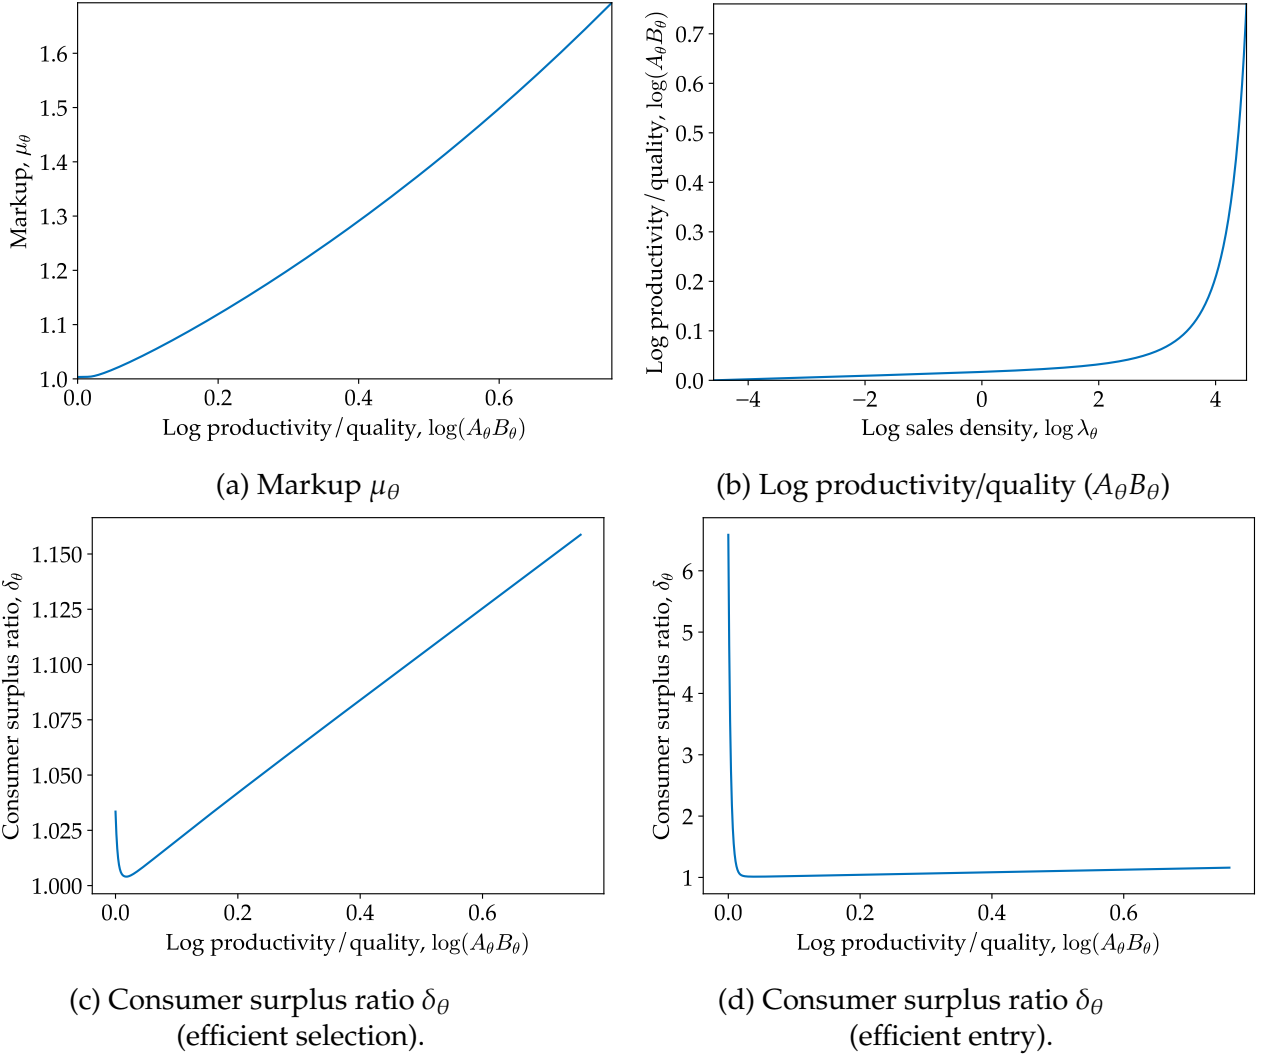 1.6
1.5
1.4
1.3
1.2
1.1
1.0
Markup, μθ
0.0 0.2 0.4 0.6
Log productivity/quality, log(AθBθ)
(a) Markup μθ
0.7
0.6
0.5
0.4
0.3
0.2
0.1
0.0
Log productivity/quality, log(AθBθ)
−4 −2 0 2 4
Log sales density, log λθ
(b) Log productivity/quality (AθBθ)
1.150
1.125
1.100
1.075
1.050
1.025
1.000
Consumer surplus ratio, δθ
0.0 0.2 0.4 0.6
Log productivity/quality, log(AθBθ)
(c) Consumer surplus ratio δθ
(efficient selection).
6
5
4
3
2
1
Consumer surplus ratio, δθ
0.0 0.2 0.4 0.6
Log productivity/quality, log(AθBθ)
(d) Consumer surplus ratio δθ
(efficient entry).